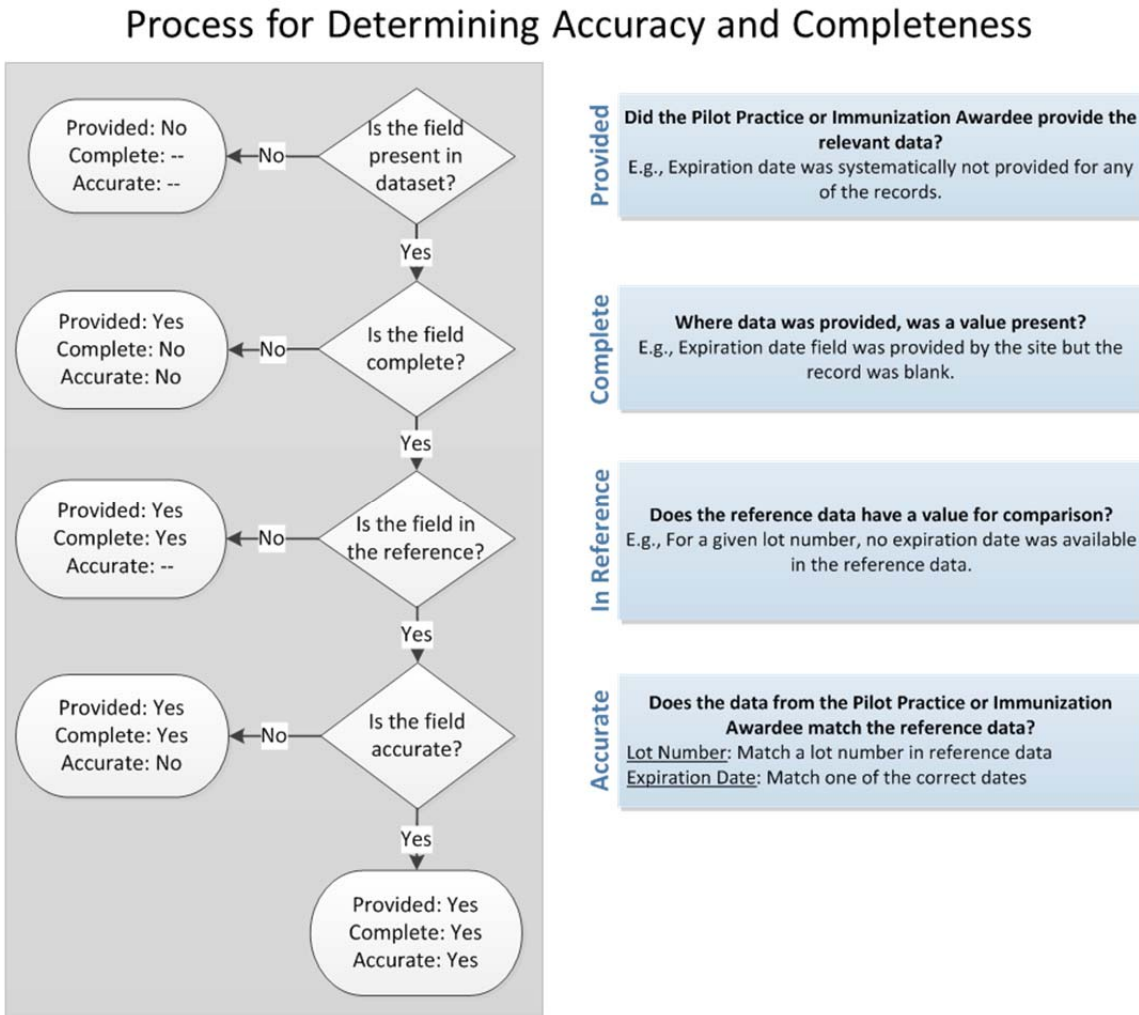 Process for Determining Accuracy and Completeness
Provided: No
Complete: --
Accurate: --
No
Is the field
present in
dataset?
Yes
Provided: Yes
Complete: No
Accurate: No
No
Is the field
complete?
Yes
Provided: Yes
Complete: Yes
Accurate: --
No
Is the field in
the reference?
Yes
Provided: Yes
Complete: Yes
Accurate: No
No
Is the field
accurate?
Yes
Provided: Yes
Complete: Yes
Accurate: Yes
Provided
Did the Pilot Practice or Immunization Awardee provide the
relevant data?
E.g., Expiration date was systematically not provided for any
of the records.
Complete
Where data was provided, was a value present?
E.g., Expiration date field was provided by the site but the
record was blank.
In Reference
Does the reference data have a value for comparison?
E.g., For a given lot number, no expiration date was available
in the reference data.
Accurate
Does the data from the Pilot Practice or Immunization
Awardee match the reference data?
Lot Number: Match a lot number in reference data
Expiration Date: Match one of the correct dates